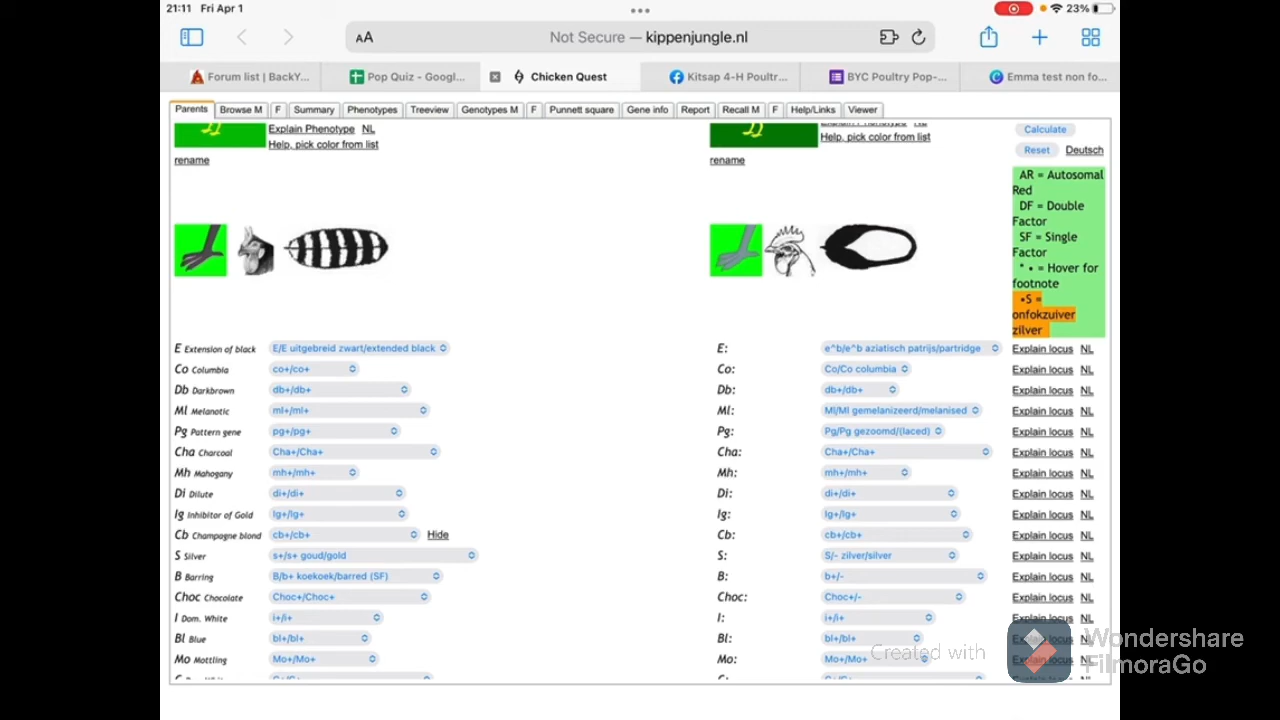 21:11 Fri Apr 1
23%
AA
Not Secure — kippenjungle.nl
Forum list | BackY...
Pop Quiz - Googl...
Chicken Quest
Kitsap 4-H Poultr...
BYC Poultry Pop-...
Emma test non fo...
Parents Browse M F Summary Phenotypes Treeview Genotypes M F Punnett square Gene info Report Recall M F Help/Links Viewer
Explain Phenotype NL
Help, pick color from list
rename
Help, pick color from list
rename
Calculate
Reset Deutsch
AR = Autosomal
Red
DF = Double
Factor
SF = Single
Factor
* • = Hover for
footnote
•S =
onfokzuiver
zilver
E Extension of black E/E uitgebreid zwart/extended black E: e^b/e^b aziatisch patrijs/partridge Explain locus NL
Co Columbia co+/co+ Co: Co/Co columbia Explain locus NL
Db Darkbrown db+/db+ Db: db+/db+ Explain locus NL
Ml Melanotic ml+/ml+ Ml: Ml/Ml gemelanizeerd/melanised Explain locus NL
Pg Pattern gene pg+/pg+ Pg: Pg/Pg gezoomd/(laced) Explain locus NL
Cha Charcoal Cha+/Cha+ Cha: Cha+/Cha+ Explain locus NL
Mh Mahogany mh+/mh+ Mh: mh+/mh+ Explain locus NL
Di Dilute di+/di+ Di: di+/di+ Explain locus NL
Ig Inhibitor of Gold Ig+/Ig+ Ig: Ig+/Ig+ Explain locus NL
Cb Champagne blond cb+/cb+ Hide Cb: cb+/cb+ Explain locus NL
S Silver s+/s+ goud/gold S: S/- zilver/silver Explain locus NL
B Barring B/b+ koekoek/barred (SF) B: b+/- Explain locus NL
Choc Chocolate Choc+/Choc+ Choc: Choc+/- Explain locus NL
I Dom. White i+/i+ I: i+/i+ Explain locus NL
Bl Blue bl+/bl+ Bl: bl+/bl+ Explain locus NL
Mo Mottling Mo+/Mo+ Mo: Mo+/Mo+ Explain locus NL
Created with
Wondershare
FilmoraGo